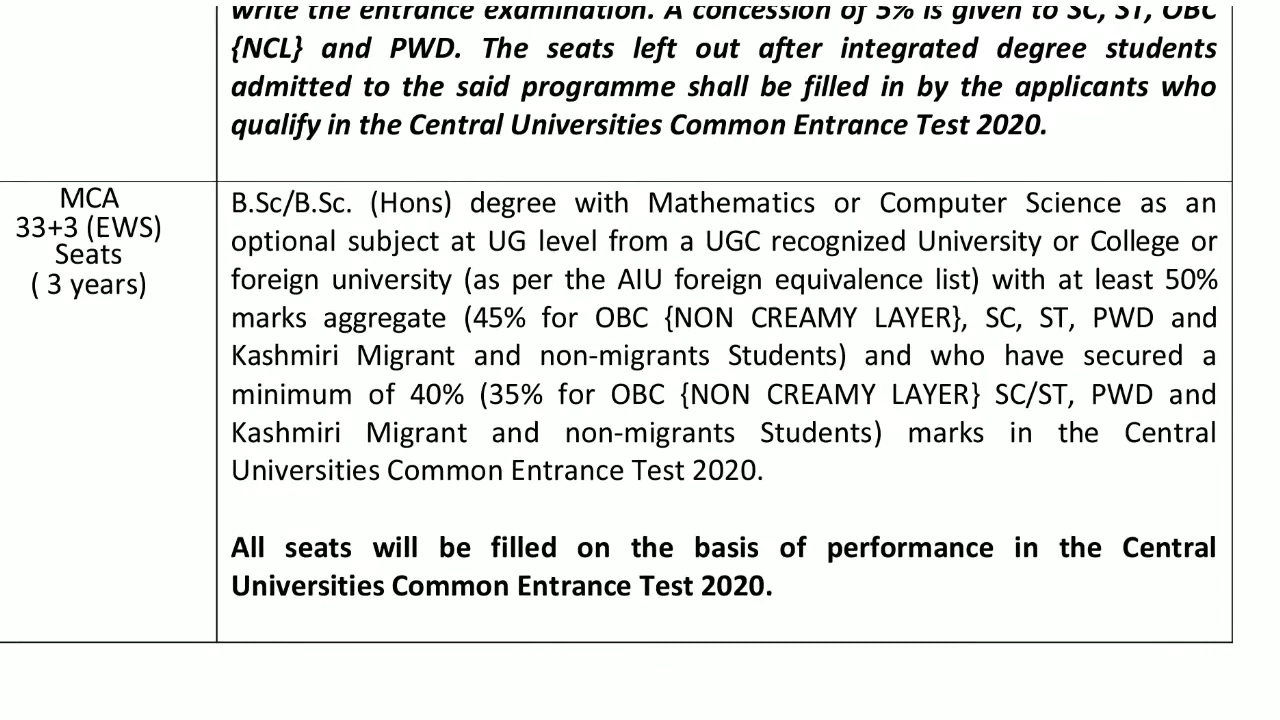 write the entrance examination. A concession of 5% is given to SC, ST, OBC
{NCL} and PWD. The seats left out after integrated degree students
admitted to the said programme shall be filled in by the applicants who
qualify in the Central Universities Common Entrance Test 2020.
MCA
33+3 (EWS)
Seats
( 3 years)
B.Sc/B.Sc. (Hons) degree with Mathematics or Computer Science as an
optional subject at UG level from a UGC recognized University or College or
foreign university (as per the AIU foreign equivalence list) with at least 50%
marks aggregate (45% for OBC {NON CREAMY LAYER}, SC, ST, PWD and
Kashmiri Migrant and non-migrants Students) and who have secured a
minimum of 40% (35% for OBC {NON CREAMY LAYER} SC/ST, PWD and
Kashmiri Migrant and non-migrants Students) marks in the Central
Universities Common Entrance Test 2020.
All seats will be filled on the basis of performance in the Central
Universities Common Entrance Test 2020.